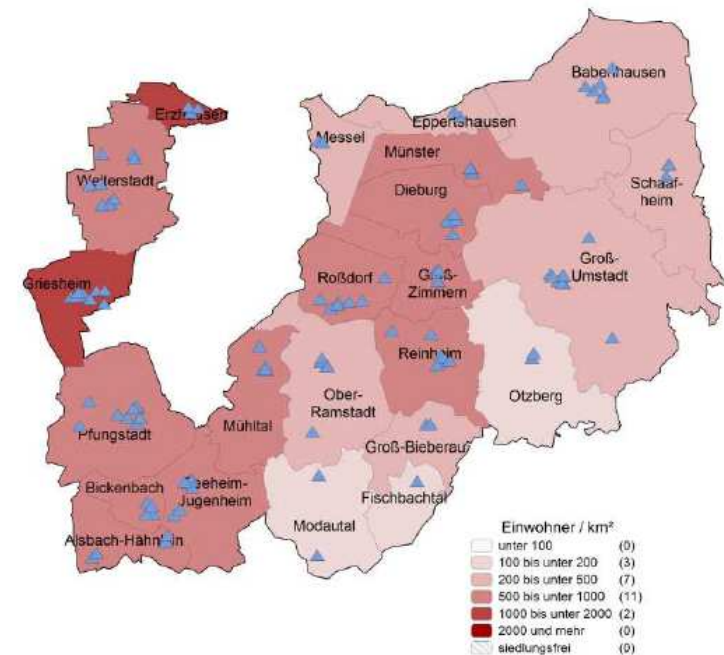 Babenhausen
Erzhausen
Eppertshausen
Messel
Münster
Weiterstadt
Dieburg
Schaaf-
heim
Griesheim
Roßdorf
Groß-
Zimmern
Groß-
Umstadt
Reinheim
Ober-
Ramstadt
Otzberg
Pfungstadt
Mühltal
Groß-Bieberau
Bickenbach
Seeheim-
Jugenheim
Fischbachtal
Modautal
Alsbach-Hähnlein
Einwohner / km²
unter 100 (0)
100 bis unter 200 (3)
200 bis unter 500 (7)
500 bis unter 1000 (11)
1000 bis unter 2000 (2)
2000 und mehr (0)
siedlungsfrei (0)